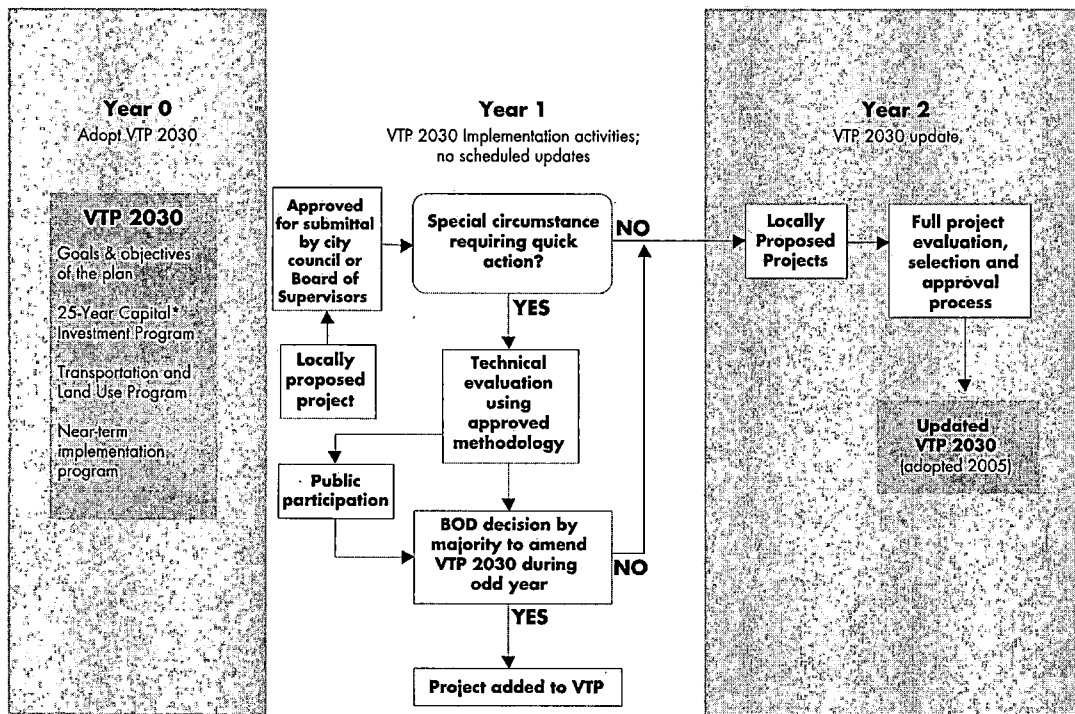 Year 0
Adopt VTP 2030
VTP 2030
Goals & objectives
of the plan
25-Year Capital*
Investment Program
Transportation and
Land Use Program
Near-term
implementation
program
Year 1
VTP 2030 Implementation activities;
no scheduled updates
Approved
for submittal
by city
council or
Board of
Supervisors
Locally
proposed
project
Special circumstance
requiring quick
action?
NO
YES
Technical
evaluation
using
approved
methodology
Public
participation
BOD decision by
majority to amend
VTP 2030 during
odd year
NO
YES
Project added to VTP
Year 2
VTP 2030 update
Locally
Proposed
Projects
Full project
evaluation,
selection and
approval
process
Updated
VTP 2030
(adopted 2005)